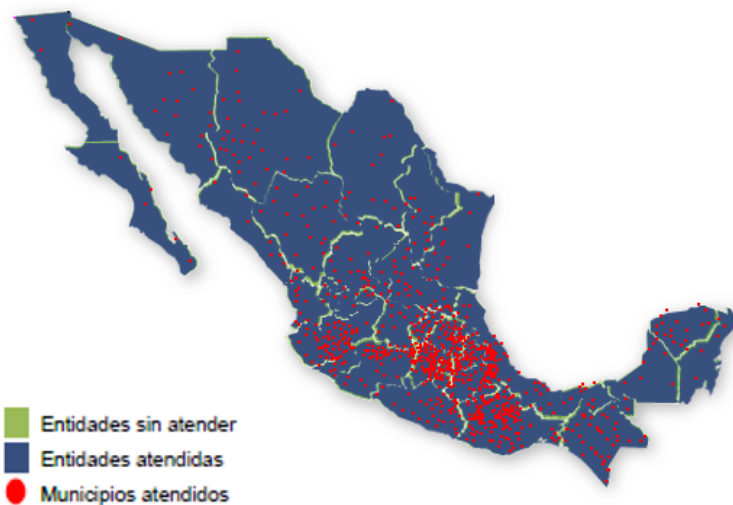 Entidades sin atender
Entidades atendidas
Municipios atendidos